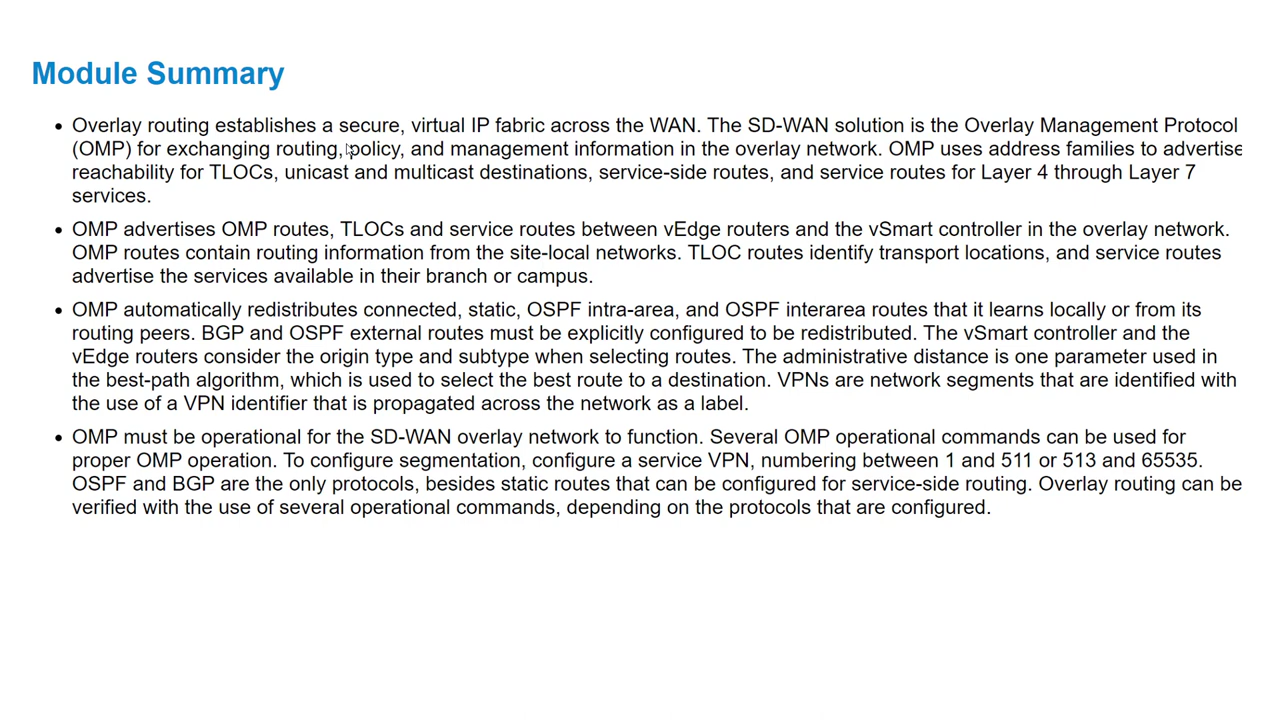 Module Summary
Overlay routing establishes a secure, virtual IP fabric across the WAN. The SD-WAN solution is the Overlay Management Protocol
(OMP) for exchanging routing, policy, and management information in the overlay network. OMP uses address families to advertise
reachability for TLOCs, unicast and multicast destinations, service-side routes, and service routes for Layer 4 through Layer 7
services.
OMP advertises OMP routes, TLOCs and service routes between vEdge routers and the vSmart controller in the overlay network.
OMP routes contain routing information from the site-local networks. TLOC routes identify transport locations, and service routes
advertise the services available in their branch or campus.
OMP automatically redistributes connected, static, OSPF intra-area, and OSPF interarea routes that it learns locally or from its
routing peers. BGP and OSPF external routes must be explicitly configured to be redistributed. The vSmart controller and the
vEdge routers consider the origin type and subtype when selecting routes. The administrative distance is one parameter used in
the best-path algorithm, which is used to select the best route to a destination. VPNs are network segments that are identified with
the use of a VPN identifier that is propagated across the network as a label.
OMP must be operational for the SD-WAN overlay network to function. Several OMP operational commands can be used for
proper OMP operation. To configure segmentation, configure a service VPN, numbering between 1 and 511 or 513 and 65535.
OSPF and BGP are the only protocols, besides static routes that can be configured for service-side routing. Overlay routing can be
verified with the use of several operational commands, depending on the protocols that are configured.